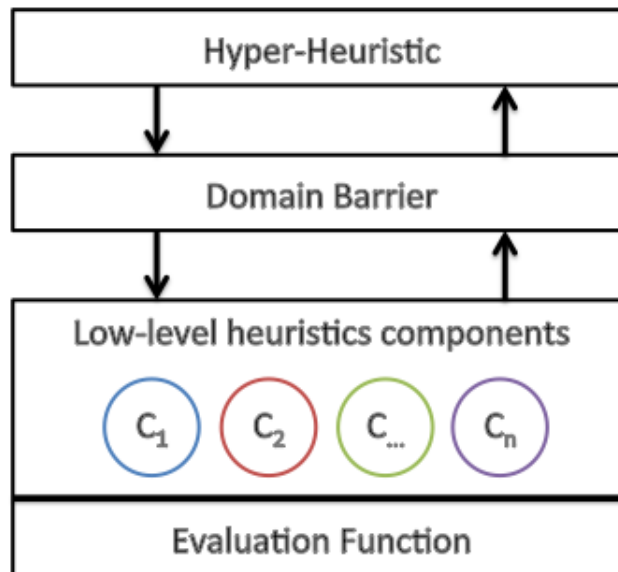 Hyper-Heuristic
Domain Barrier
Low-level heuristics components
C₁ C₂ C... Cₙ
Evaluation Function